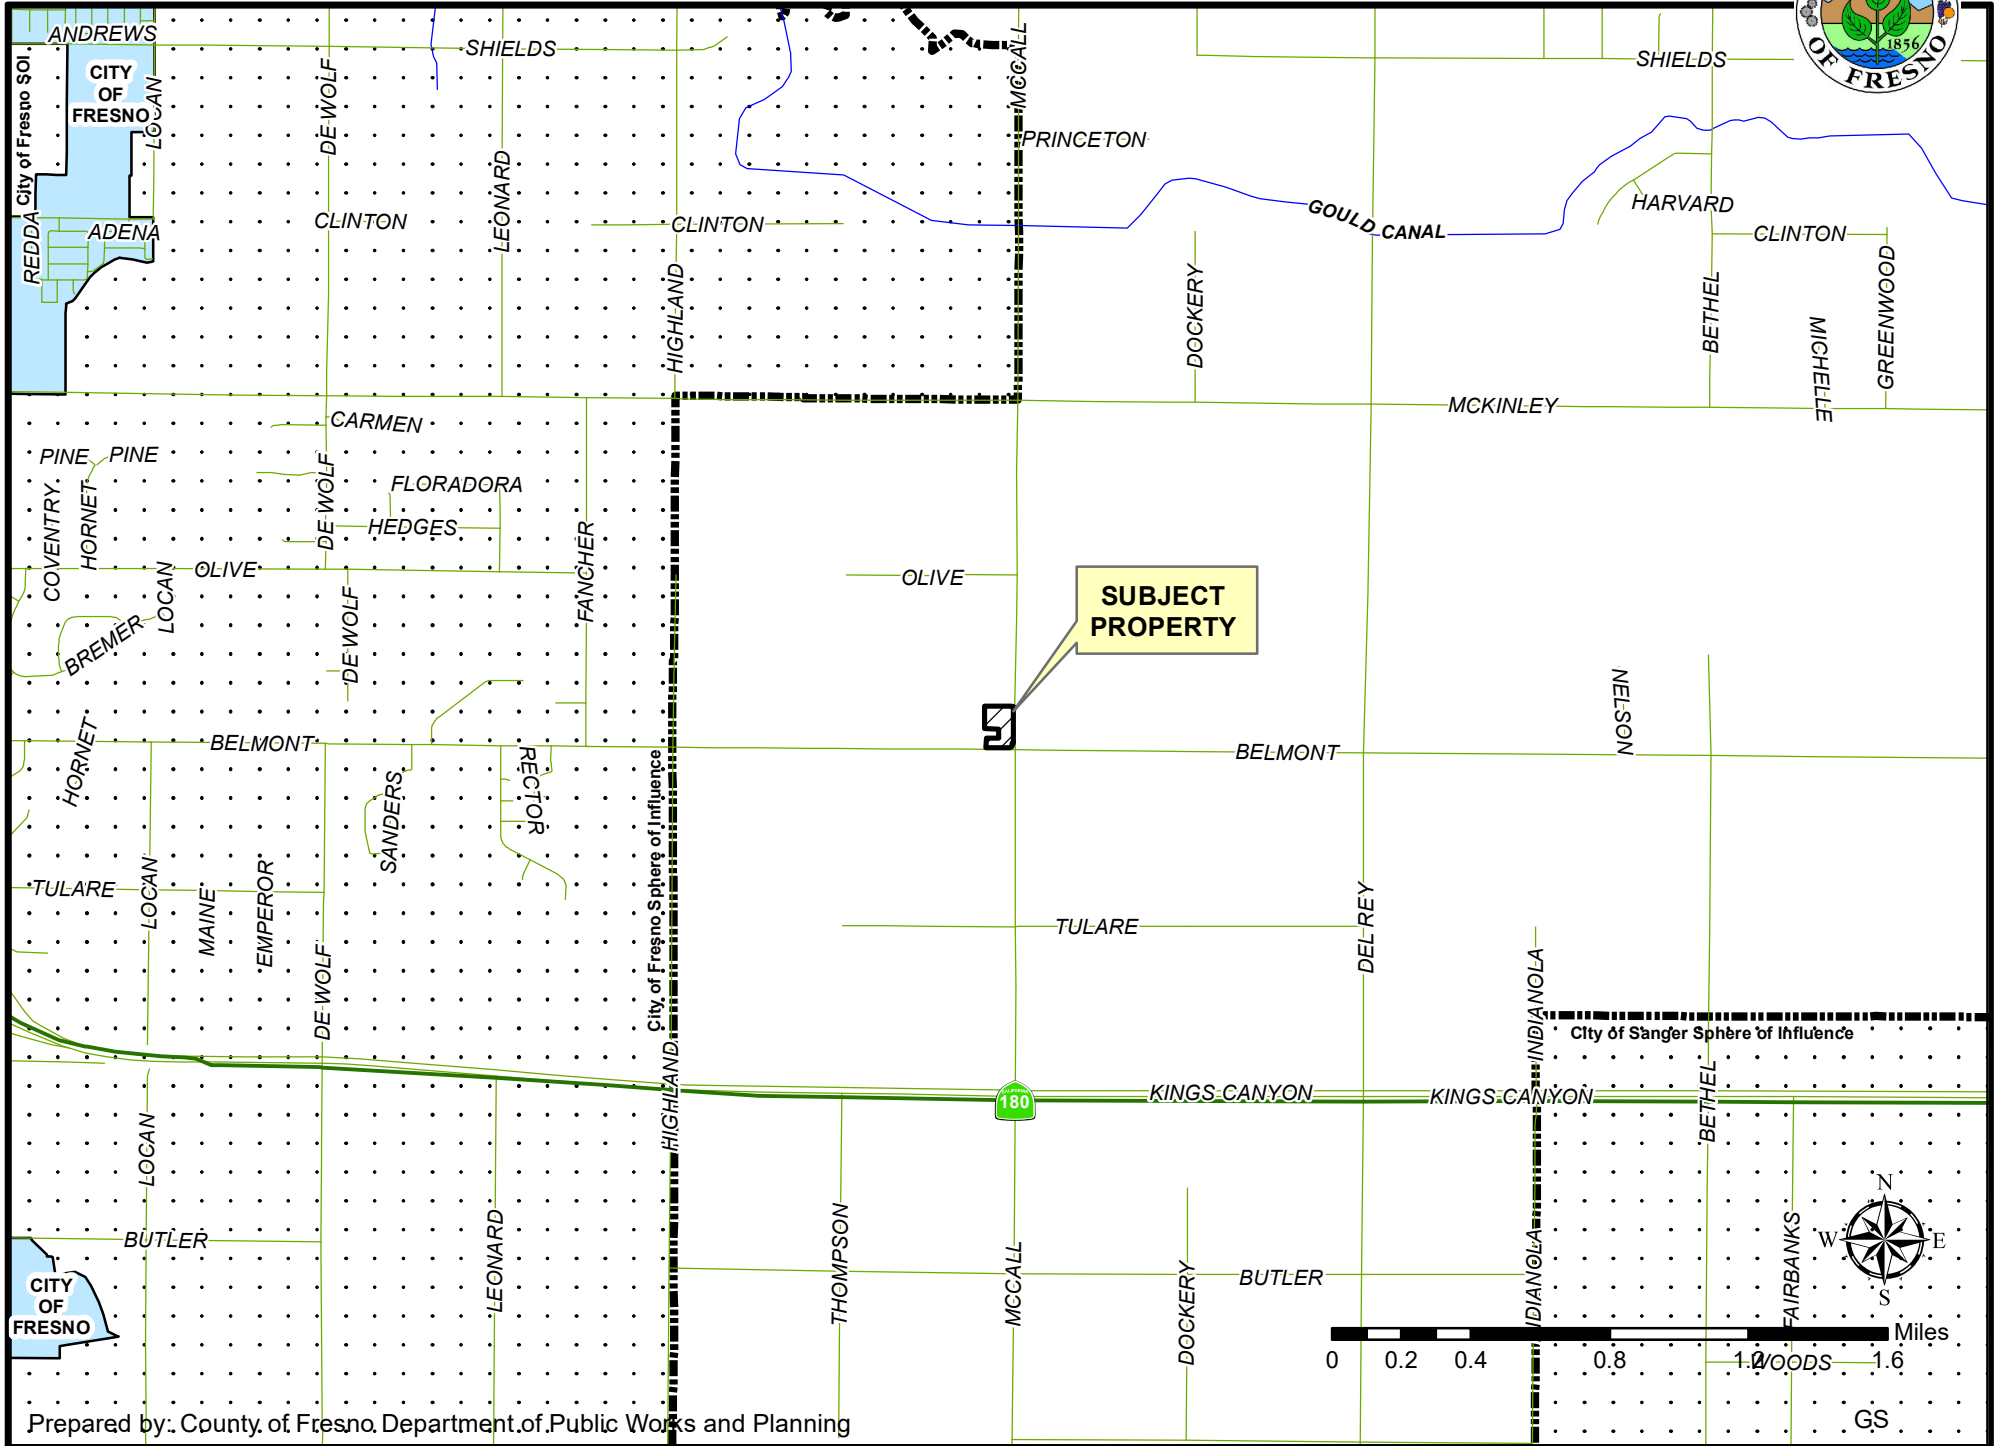 ANDREWS
SHIELDS
SHIELDS
1856
OF FRESNO
City of Fresno SOI
CITY
OF
FRESNO
LOCAN
DE WOLF
MCCALL
PRINCETON
LEONARD
REDDA
ADENA
CLINTON
CLINTON
GOULD CANAL
HARVARD
CLINTON
HIGHLAND
DOCKERY
BETHEL
MICHELLE
GREENWOOD
MCKINLEY
CARMEN
PINE
PINE
COVENTRY
HORNET
DE WOLF
FLORADORA
HEDGES
FANCHER
OLIVE
LOCAN
OLIVE
BREMER
DE WOLF
SUBJECT
PROPERTY
NELSON
HORNET
BELMONT
BELMONT
SANDERS
RECTOR
City of Fresno Sphere of Influence
TULARE
LOCAN
MAINE
EMPEROR
DE WOLF
TULARE
DEL REY
INDIANOLA
City of Sanger Sphere of Influence
HIGHLAND
CALIFORNIA
180
KINGS CANYON
KINGS CANYON
BETHEL
LOCAN
BUTLER
LEONARD
THOMPSON
MCCALL
DOCKERY
BUTLER
INDIANOLA
FAIRBANKS
N
W
E
S
CITY
OF
FRESNO
Miles
0 0.2 0.4 0.8 1.2 1.6
WOODS
Prepared by: County of Fresno Department of Public Works and Planning
GS